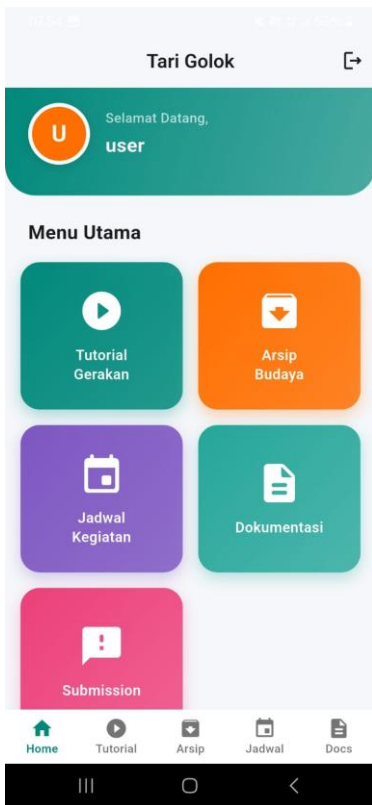 Tari Golok
U
Selamat Datang,
user
Menu Utama
Tutorial
Gerakan
Arsip
Budaya
Jadwal
Kegiatan
Dokumentasi
Submission
Home
Tutorial
Arsip
Jadwal
Docs